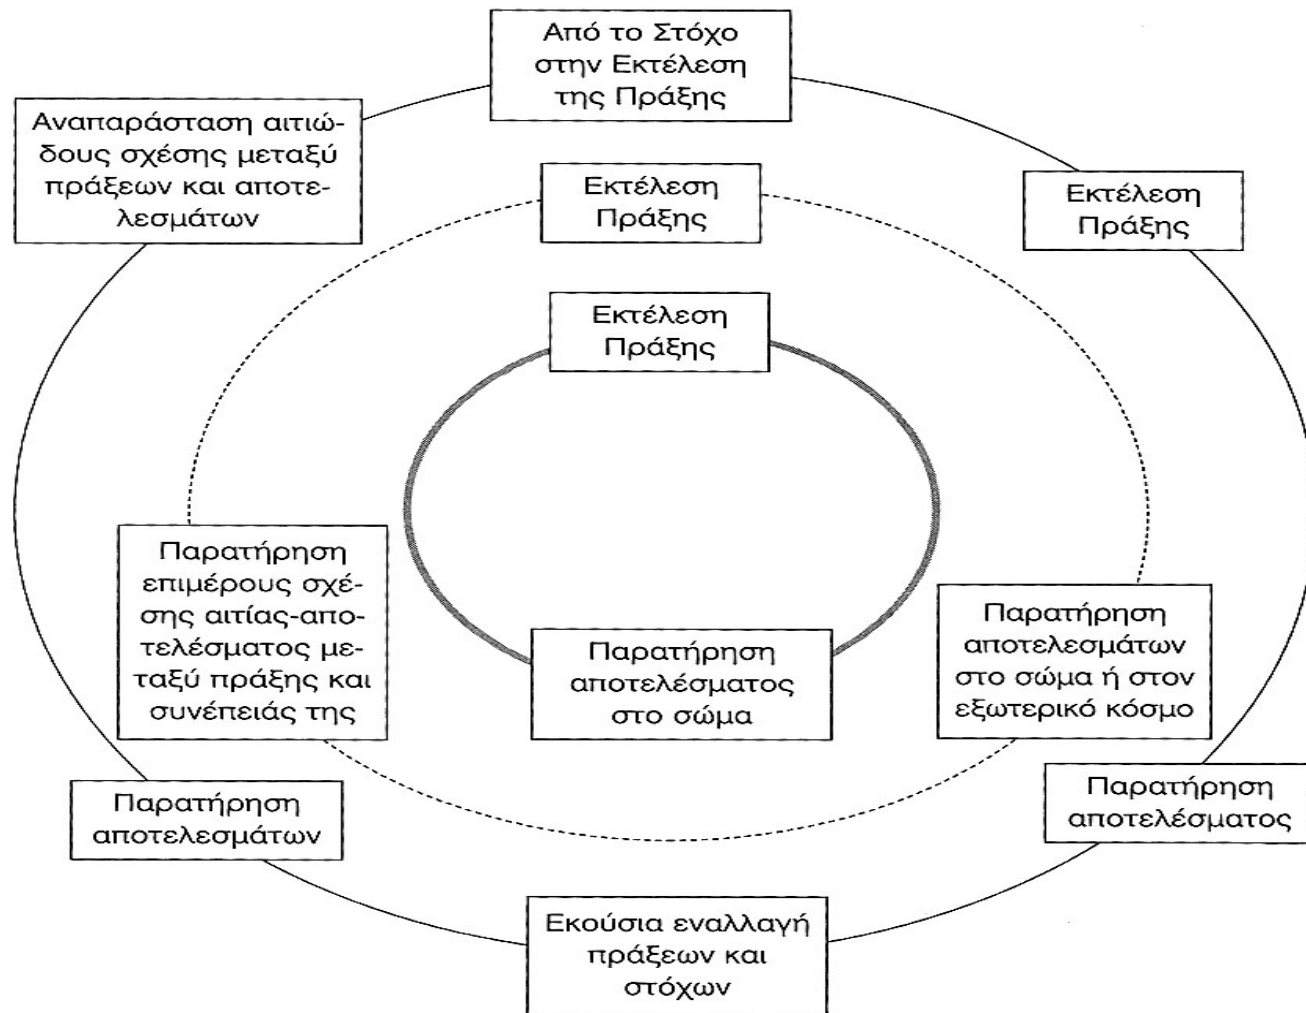 Από το Στόχο
στην Εκτέλεση
της Πράξης
Αναπαράσταση αιτιώ-
δους σχέσης μεταξύ
πράξεων και αποτε-
λεσμάτων
Εκτέλεση
Πράξης
Εκτέλεση
Πράξης
Εκτέλεση
Πράξης
Παρατήρηση
επιμέρους σχέ-
σης αιτίας-απο-
τελέσματος με-
ταξύ πράξης και
συνέπειάς της
Παρατήρηση
αποτελέσματος
στο σώμα
Παρατήρηση
αποτελεσμάτων
στο σώμα ή στον
εξωτερικό κόσμο
Παρατήρηση
αποτελεσμάτων
Παρατήρηση
αποτελέσματος
Εκούσια εναλλαγή
πράξεων και
στόχων